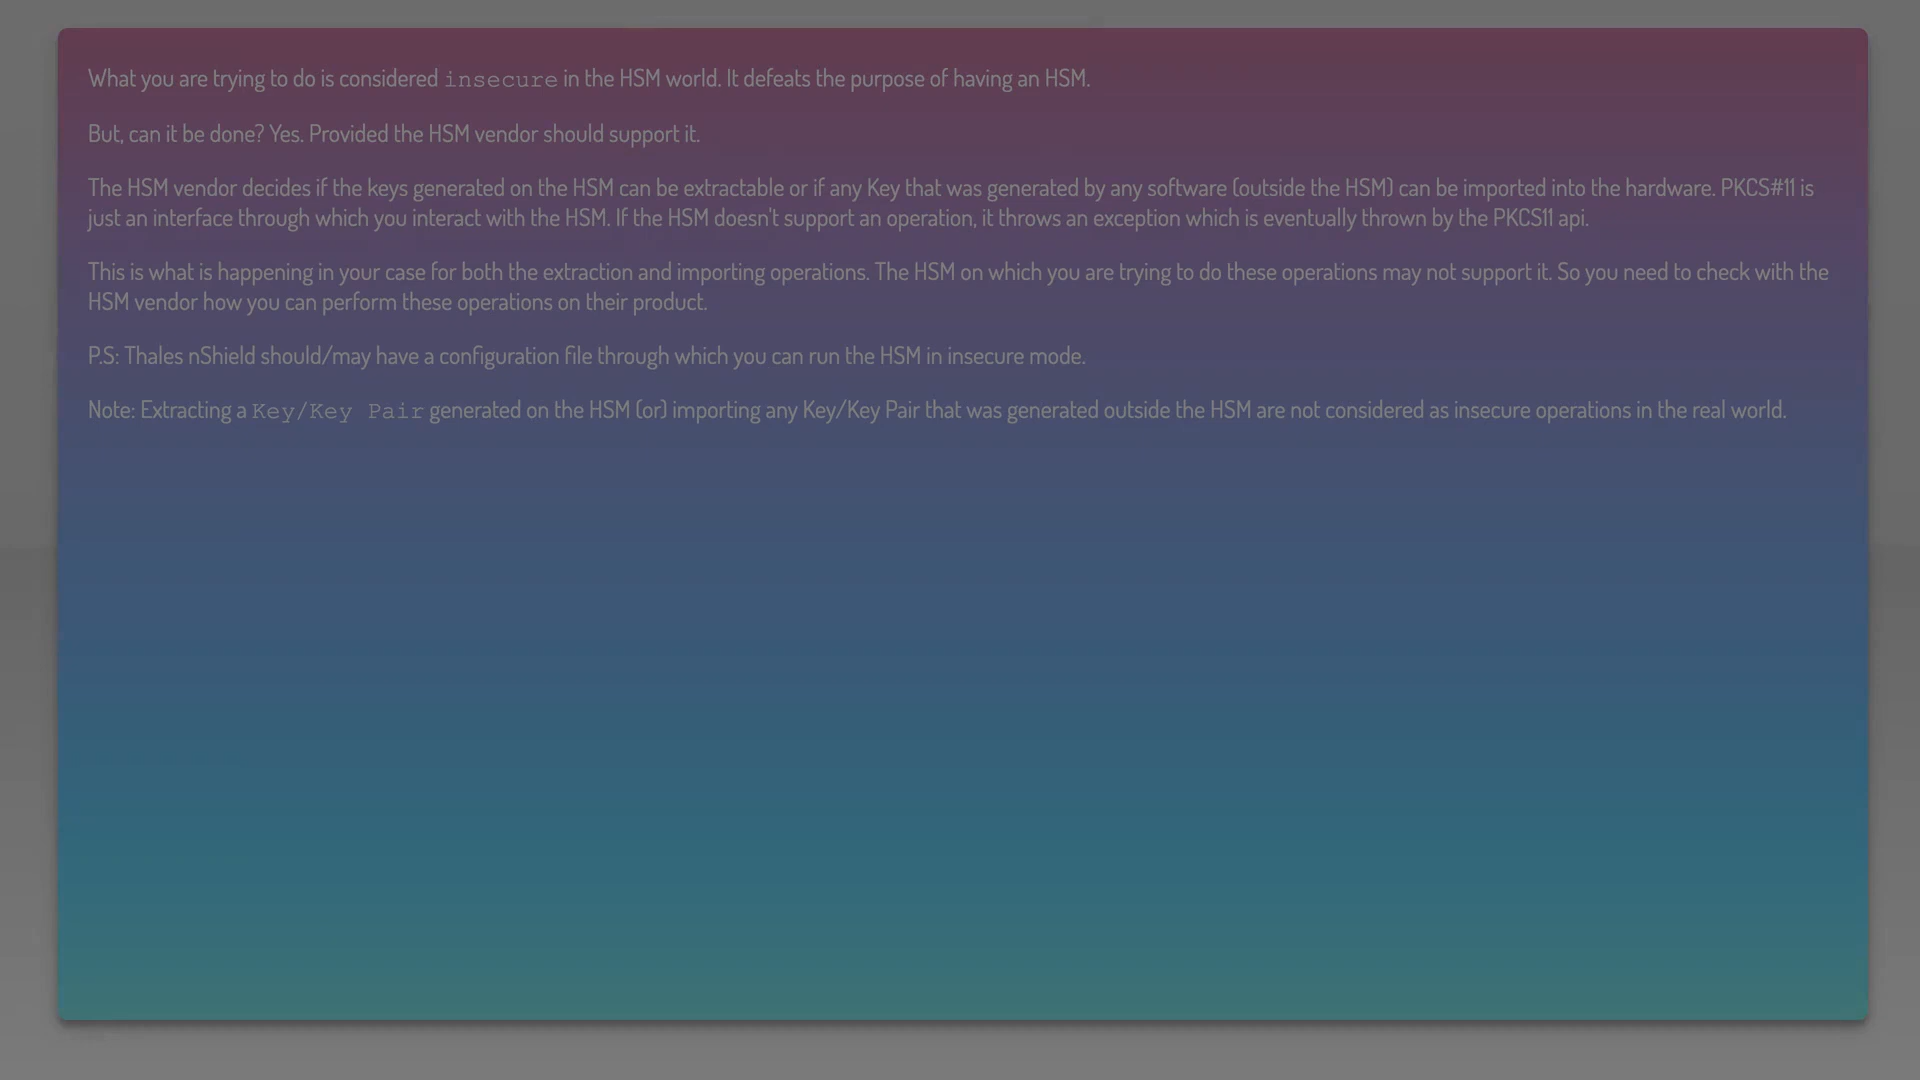 What you are trying to do is considered insecure in the HSM world. It defeats the purpose of having an HSM.
But, can it be done? Yes. Provided the HSM vendor should support it.
The HSM vendor decides if the keys generated on the HSM can be extractable or if any Key that was generated by any software (outside the HSM) can be imported into the hardware. PKCS#11 is
just an interface through which you interact with the HSM. If the HSM doesn't support an operation, it throws an exception which is eventually thrown by the PKCS11 api.
This is what is happening in your case for both the extraction and importing operations. The HSM on which you are trying to do these operations may not support it. So you need to check with the
HSM vendor how you can perform these operations on their product.
P.S: Thales nShield should/may have a configuration file through which you can run the HSM in insecure mode.
Note: Extracting a Key/Key Pair generated on the HSM (or) importing any Key/Key Pair that was generated outside the HSM are not considered as insecure operations in the real world.